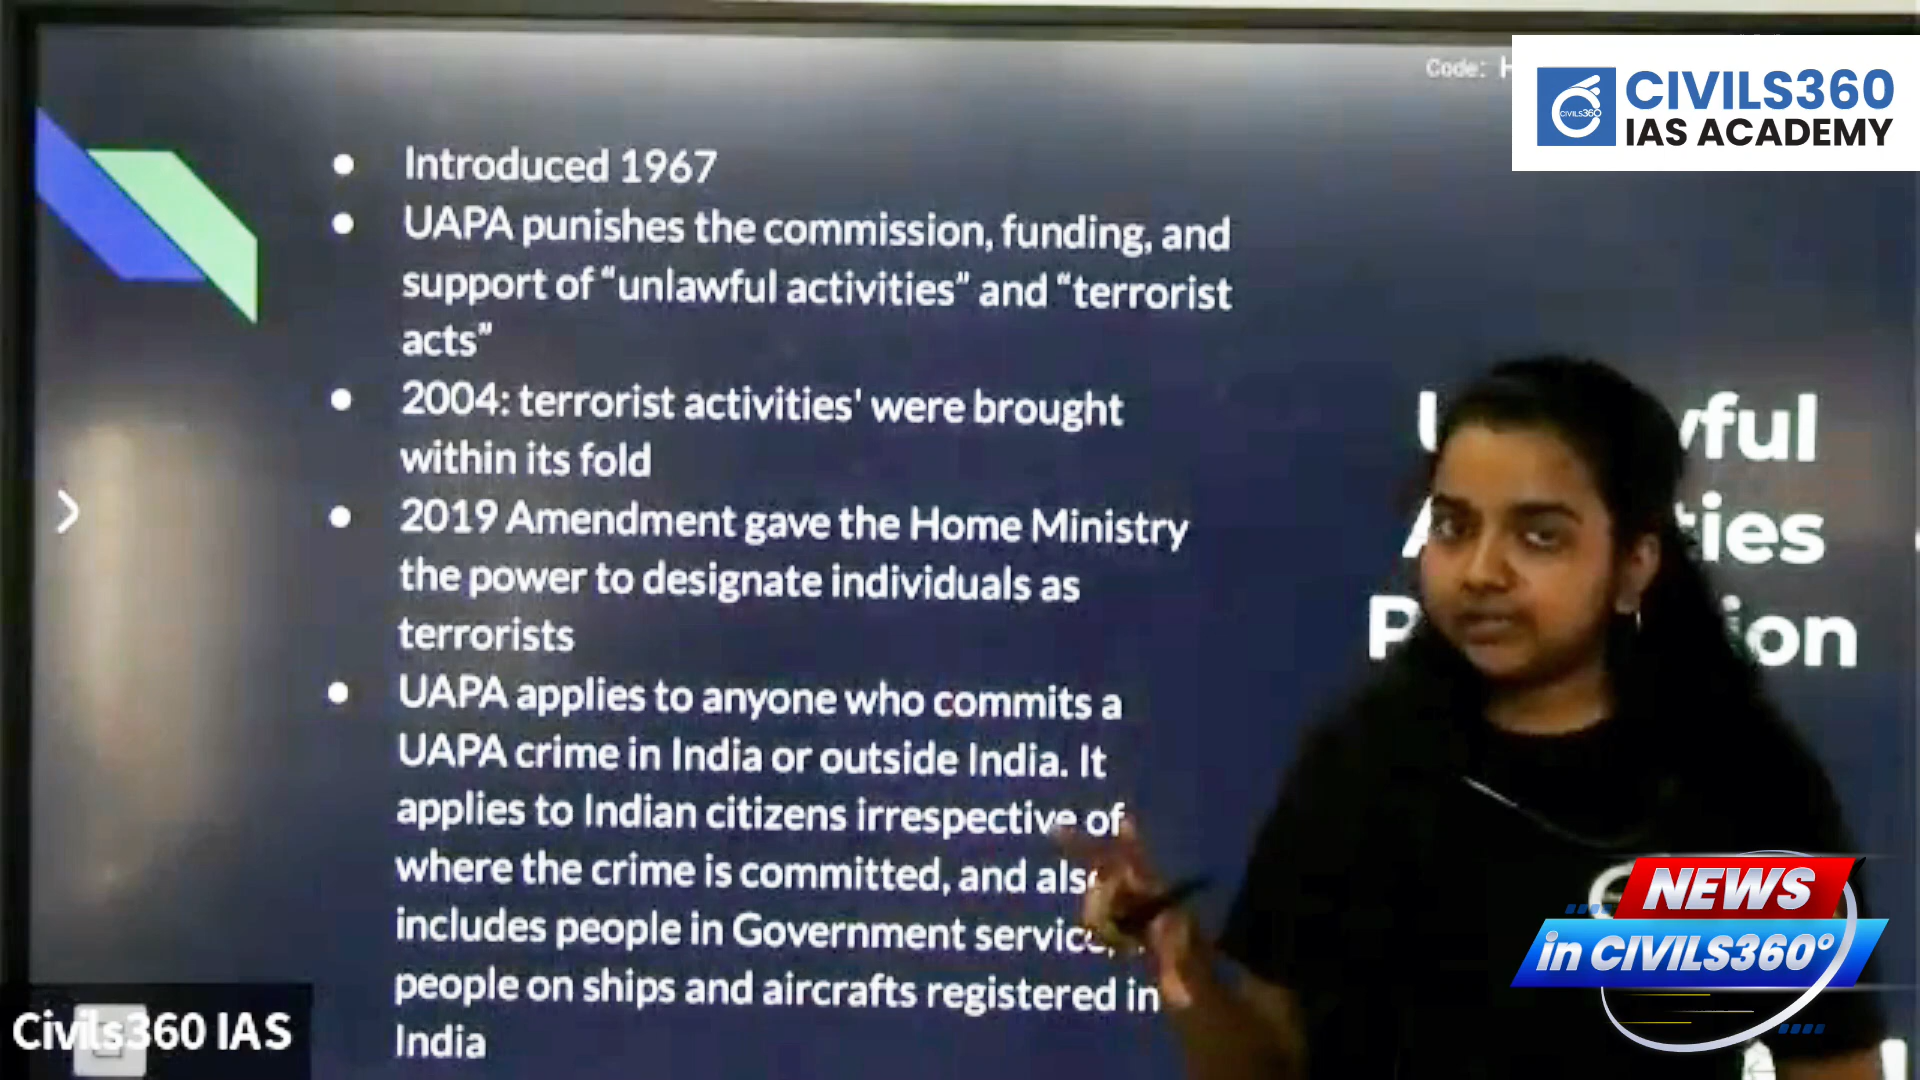 Code:
CIVILS360
IAS ACADEMY
CIVILS360
• Introduced 1967
• UAPA punishes the commission, funding, and
support of “unlawful activities” and “terrorist
acts”
• 2004: terrorist activities' were brought
within its fold
• 2019 Amendment gave the Home Ministry
the power to designate individuals as
terrorists
• UAPA applies to anyone who commits a
UAPA crime in India or outside India. It
applies to Indian citizens irrespective of
where the crime is committed, and also
includes people in Government service,
people on ships and aircrafts registered in
India
NEWS
in CIVILS360°
Civils360 IAS